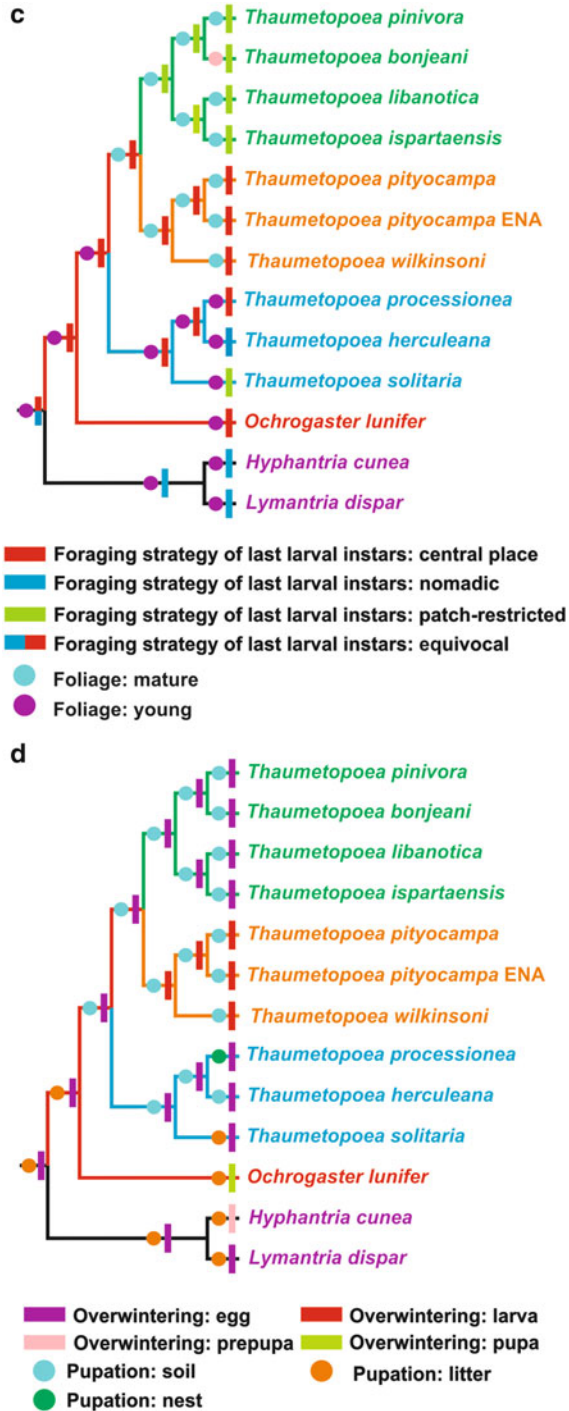 c
Thaumetopoea pinivora
Thaumetopoea bonjeani
Thaumetopoea libanotica
Thaumetopoea ispartaensis
Thaumetopoea pityocampa
Thaumetopoea pityocampa ENA
Thaumetopoea wilkinsoni
Thaumetopoea processionea
Thaumetopoea herculeana
Thaumetopoea solitaria
Ochrogaster lunifer
Hyphantria cunea
Lymantria dispar
Foraging strategy of last larval instars: central place
Foraging strategy of last larval instars: nomadic
Foraging strategy of last larval instars: patch-restricted
Foraging strategy of last larval instars: equivocal
Foliage: mature
Foliage: young
d
Thaumetopoea pinivora
Thaumetopoea bonjeani
Thaumetopoea libanotica
Thaumetopoea ispartaensis
Thaumetopoea pityocampa
Thaumetopoea pityocampa ENA
Thaumetopoea wilkinsoni
Thaumetopoea processionea
Thaumetopoea herculeana
Thaumetopoea solitaria
Ochrogaster lunifer
Hyphantria cunea
Lymantria dispar
Overwintering: egg Overwintering: larva
Overwintering: prepupa Overwintering: pupa
Pupation: soil Pupation: litter
Pupation: nest